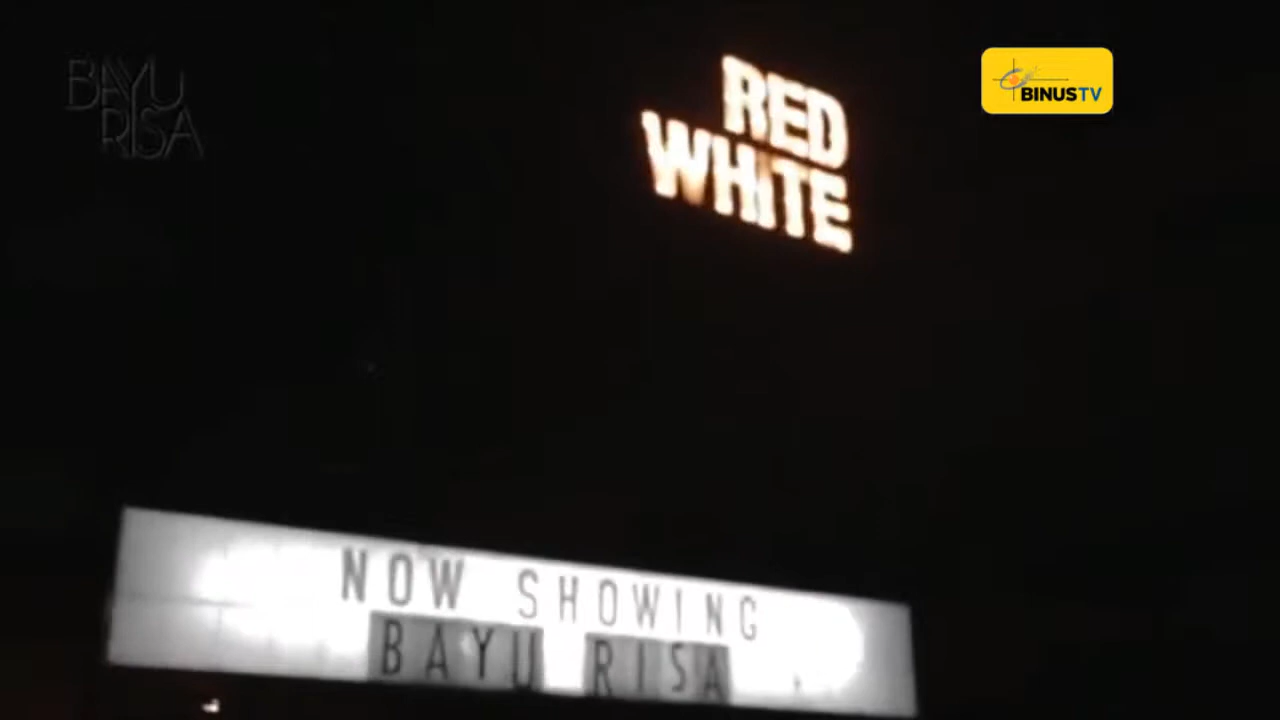 BAYU
RISA
RED
WHITE
BINUSTV
NOW SHOWING
BAYU RISA